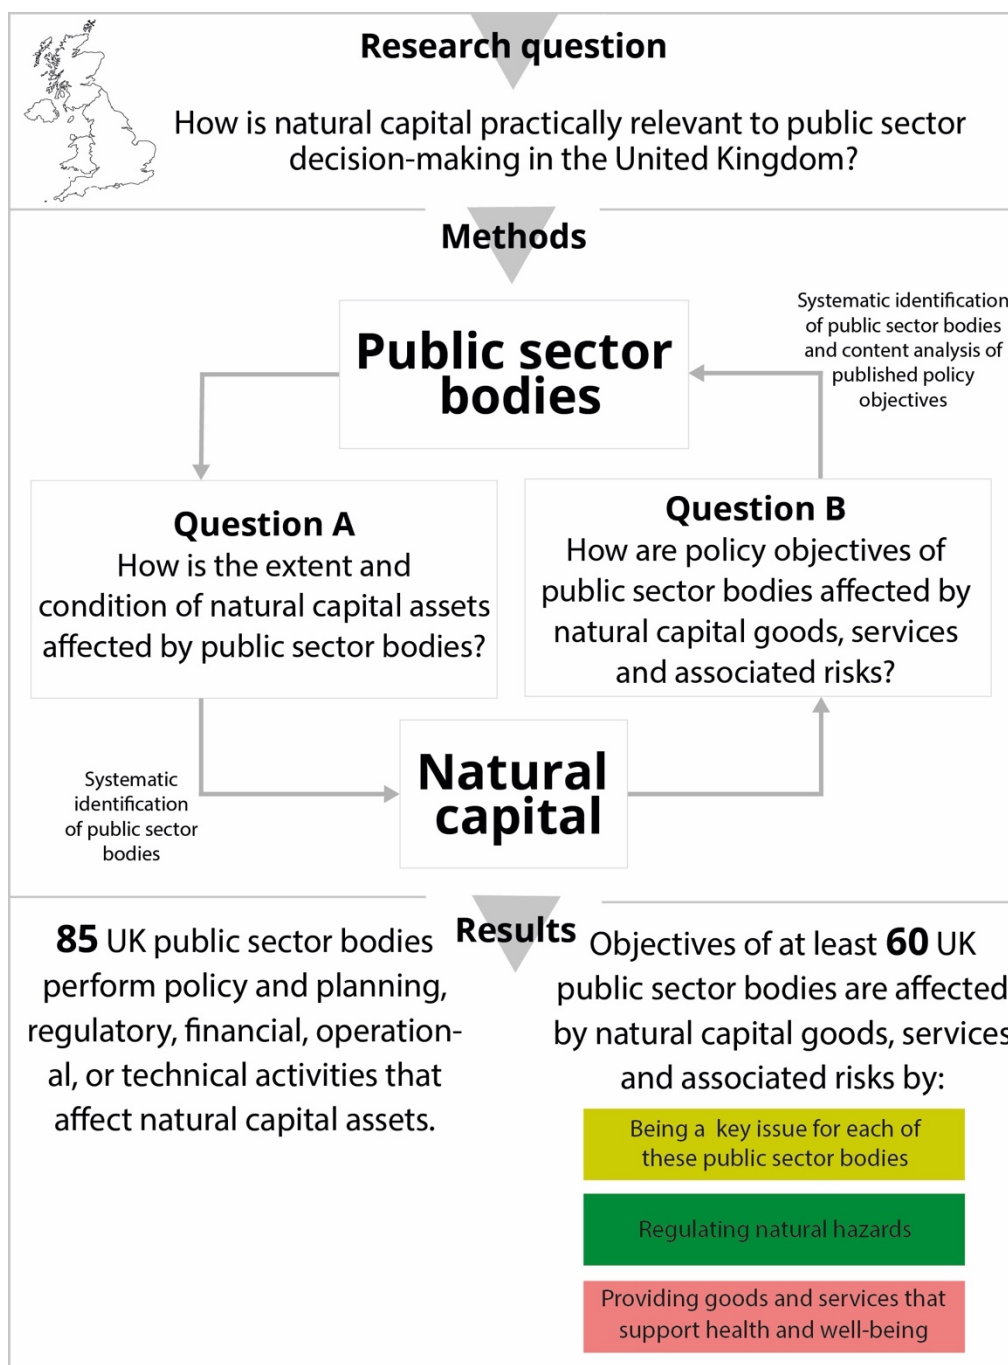 Research question
How is natural capital practically relevant to public sector
decision-making in the United Kingdom?
Methods
Public sector
bodies
Systematic identification
of public sector bodies
and content analysis of
published policy
objectives
Question A
How is the extent and
condition of natural capital assets
affected by public sector bodies?
Question B
How are policy objectives of
public sector bodies affected by
natural capital goods, services
and associated risks?
Systematic
identification
of public sector
bodies
Natural
capital
Results
85 UK public sector bodies
perform policy and planning,
regulatory, financial, operation-
al, or technical activities that
affect natural capital assets.
Objectives of at least 60 UK
public sector bodies are affected
by natural capital goods, services
and associated risks by:
Being a key issue for each of
these public sector bodies
Regulating natural hazards
Providing goods and services that
support health and well-being